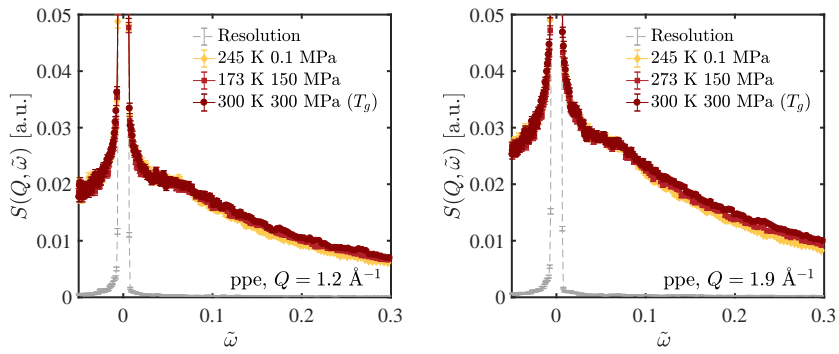 0.05
0.04
0.03
0.02
0.01
0
S(Q, ω̃) [a.u.]
Resolution
245 K 0.1 MPa
173 K 150 MPa
300 K 300 MPa (T_g)
ppe, Q = 1.2 Å⁻¹
0 0.1 0.2 0.3
ω̃
0.05
0.04
0.03
0.02
0.01
0
S(Q, ω̃) [a.u.]
Resolution
245 K 0.1 MPa
273 K 150 MPa
300 K 300 MPa (T_g)
ppe, Q = 1.9 Å⁻¹
0 0.1 0.2 0.3
ω̃